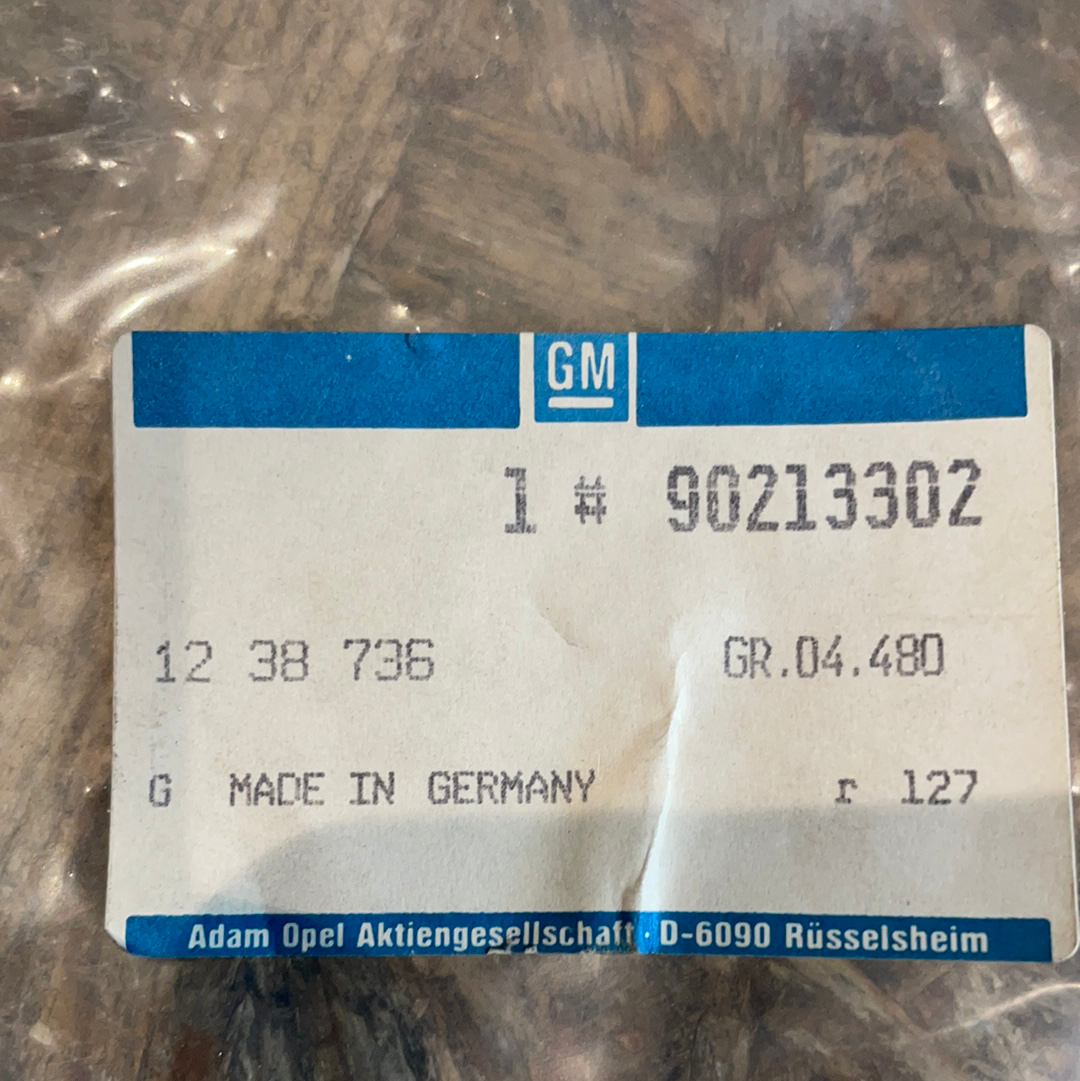 GM
1 # 90213302
12 38 736 GR.04.480
G MADE IN GERMANY r 127
Adam Opel Aktiengesellschaft · D-6090 Rüsselsheim